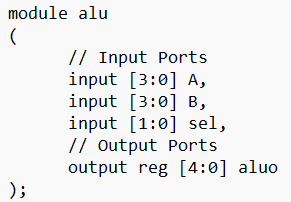 module alu
(
// Input Ports
input [3:0] A,
input [3:0] B,
input [1:0] sel,
// Output Ports
output reg [4:0] aluo
);